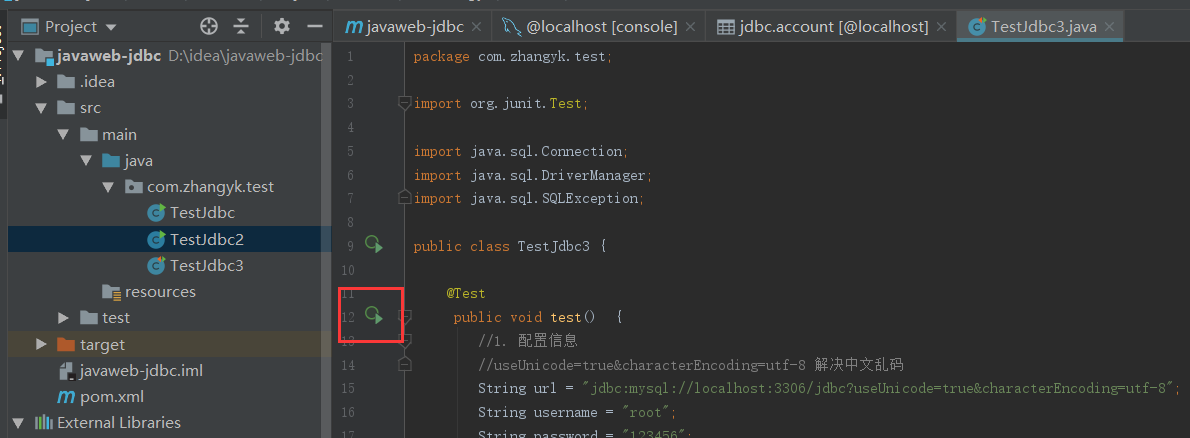 Project
javaweb-jdbc D:\idea\javaweb-jdbc
.idea
src
main
java
com.zhangyk.test
TestJdbc
TestJdbc2
TestJdbc3
resources
test
target
javaweb-jdbc.iml
pom.xml
External Libraries
javaweb-jdbc
@localhost [console]
jdbc.account [@localhost]
TestJdbc3.java
1 package com.zhangyk.test;
2
3 import org.junit.Test;
4
5 import java.sql.Connection;
6 import java.sql.DriverManager;
7 import java.sql.SQLException;
8
9 public class TestJdbc3 {
10
11 @Test
12 public void test() {
13 //1. 配置信息
14 //useUnicode=true&characterEncoding=utf-8 解决中文乱码
15 String url = "jdbc:mysql://localhost:3306/jdbc?useUnicode=true&characterEncoding=utf-8";
16 String username = "root";
17 String password = "123456";